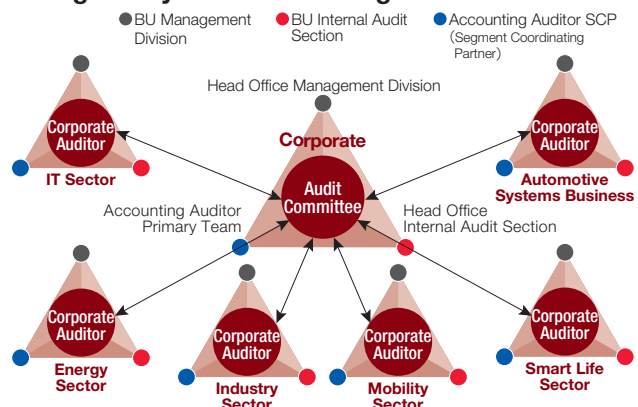 BU Management
Division
BU Internal Audit
Section
Accounting Auditor SCP
(Segment Coordinating
Partner)
Head Office Management Division
Corporate
Audit
Committee
Accounting Auditor
Primary Team
Head Office
Internal Audit Section
Corporate
Auditor
IT Sector
Corporate
Auditor
Automotive
Systems Business
Corporate
Auditor
Energy
Sector
Corporate
Auditor
Industry
Sector
Corporate
Auditor
Mobility
Sector
Corporate
Auditor
Smart Life
Sector